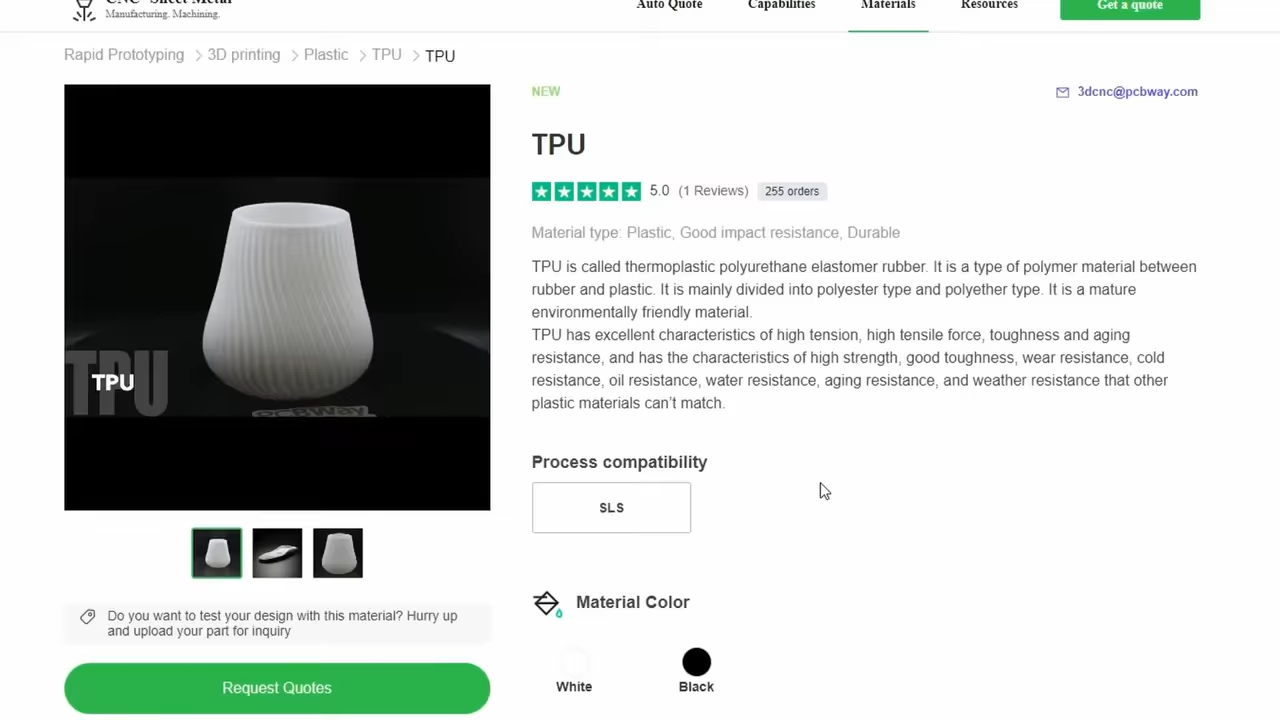 CNC Sheet Metal
Manufacturing. Machining.
Auto Quote
Capabilities
Materials
Resources
Get a quote
Rapid Prototyping > 3D printing > Plastic > TPU > TPU
NEW
3dcnc@pcbway.com
TPU
5.0 (1 Reviews) 255 orders
Material type: Plastic, Good impact resistance, Durable
TPU is called thermoplastic polyurethane elastomer rubber. It is a type of polymer material between
rubber and plastic. It is mainly divided into polyester type and polyether type. It is a mature
environmentally friendly material.
TPU has excellent characteristics of high tension, high tensile force, toughness and aging
resistance, and has the characteristics of high strength, good toughness, wear resistance, cold
resistance, oil resistance, water resistance, aging resistance, and weather resistance that other
plastic materials can’t match.
TPU
TPU
PCBWay
Process compatibility
SLS
Material Color
White
Black
Do you want to test your design with this material? Hurry up
and upload your part for inquiry
Request Quotes